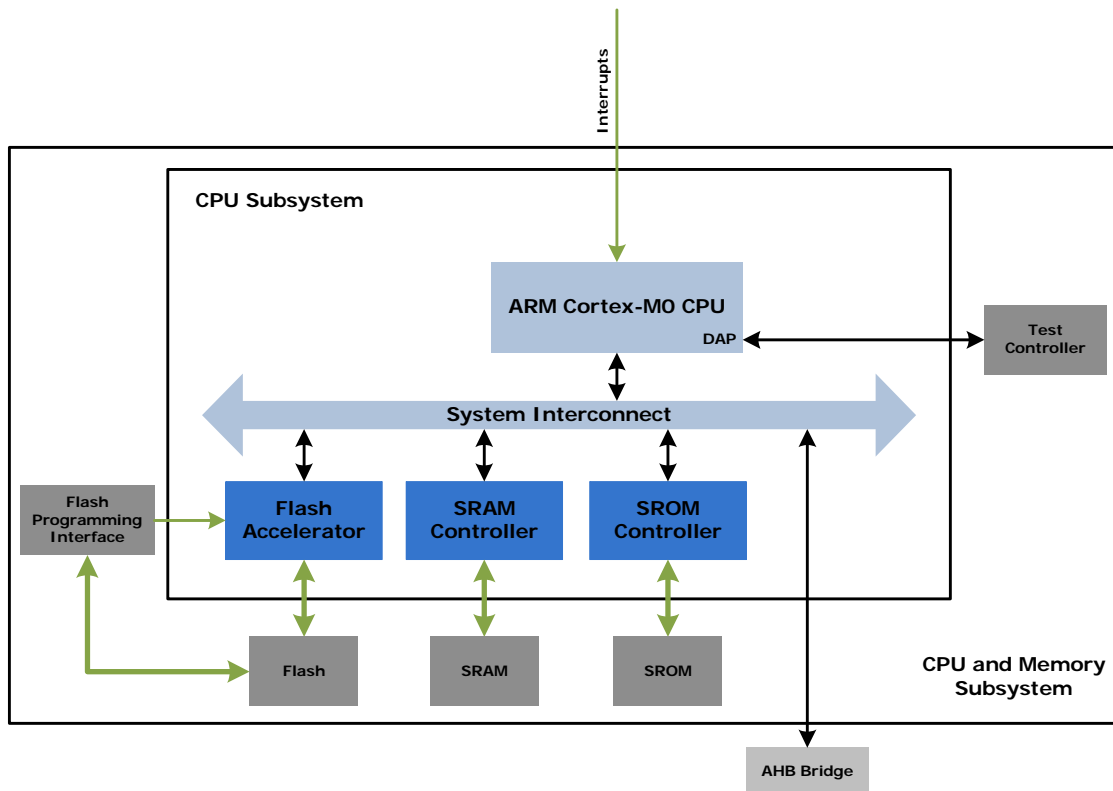 Interrupts
CPU Subsystem
ARM Cortex-M0 CPU
DAP
Test
Controller
System Interconnect
Flash
Programming
Interface
Flash
Accelerator
SRAM
Controller
SROM
Controller
Flash
SRAM
SROM
CPU and Memory
Subsystem
AHB Bridge